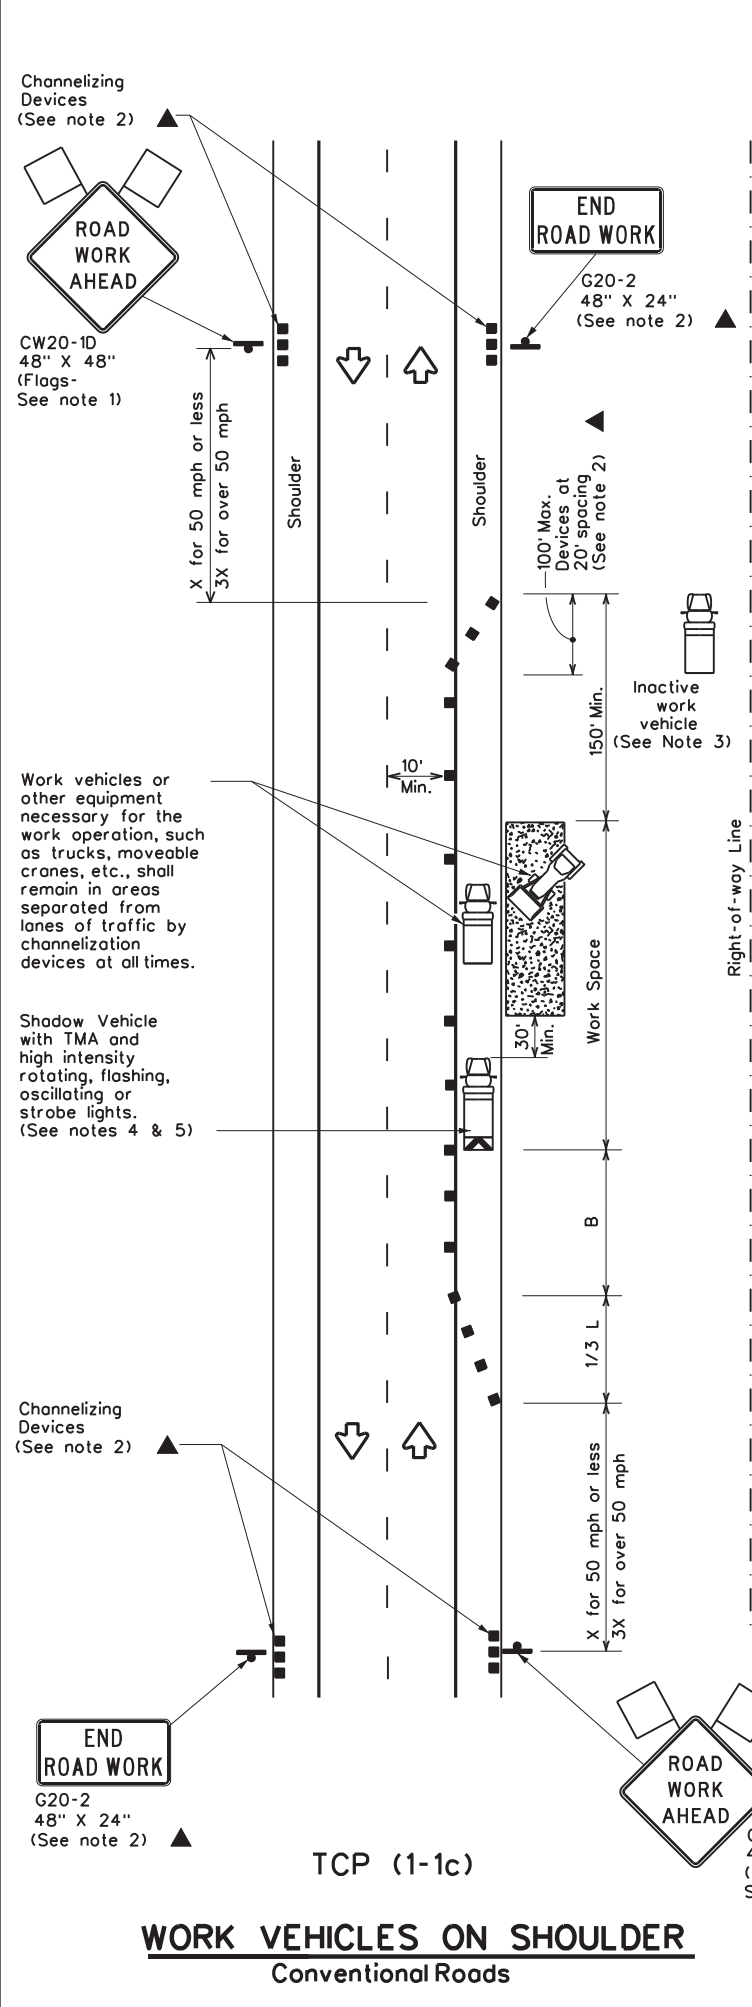 Channelizing
Devices
(See note 2)
ROAD
WORK
AHEAD
CW20-1D
48" X 48"
(Flags-
See note 1)
END
ROAD WORK
G20-2
48" X 24"
(See note 2)
X for 50 mph or less
3X for over 50 mph
Shoulder
Shoulder
100' Max.
Devices at
20' spacing
(See note 2)
150' Min.
Inactive
work
vehicle
(See Note 3)
10'
Min.
Work vehicles or
other equipment
necessary for the
work operation, such
as trucks, moveable
cranes, etc., shall
remain in areas
separated from
lanes of traffic by
channelization
devices at all times.
Right-of-way Line
Work Space
30'
Min.
Shadow Vehicle
with TMA and
high intensity
rotating, flashing,
oscillating or
strobe lights.
(See notes 4 & 5)
B
1/3 L
Channelizing
Devices
(See note 2)
X for 50 mph or less
3X for over 50 mph
END
ROAD WORK
G20-2
48" X 24"
(See note 2)
ROAD
WORK
AHEAD
TCP (1-1c)
WORK VEHICLES ON SHOULDER
Conventional Roads